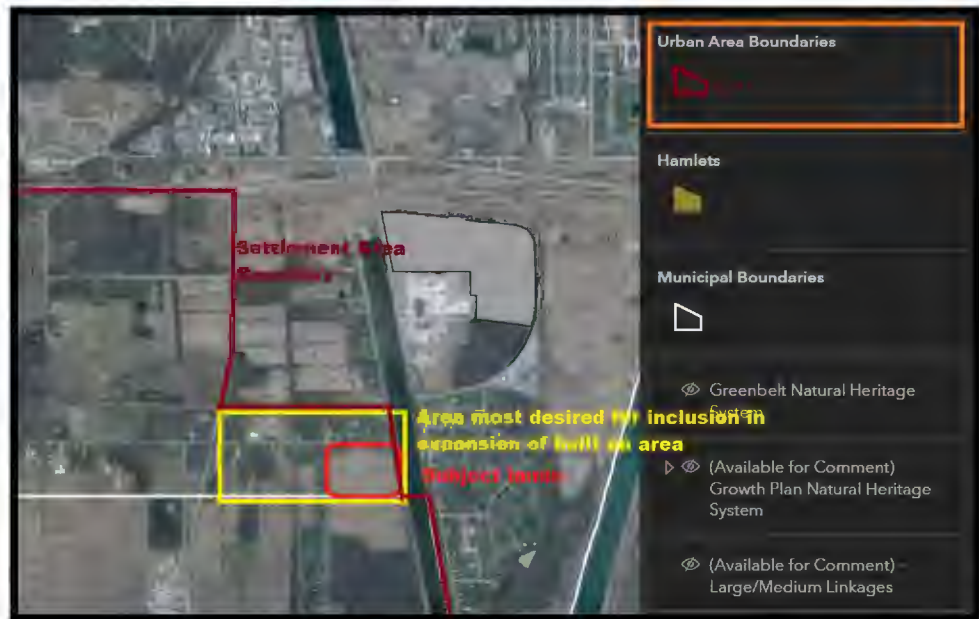 Urban Area Boundaries
Hamlets
Municipal Boundaries
Greenbelt Natural Heritage
System
(Available for Comment)
Growth Plan Natural Heritage
System
(Available for Comment)
Large/Medium Linkages
Settlement Area
Boundary
Area most desired for inclusion in
expansion of built up area
Subject lands